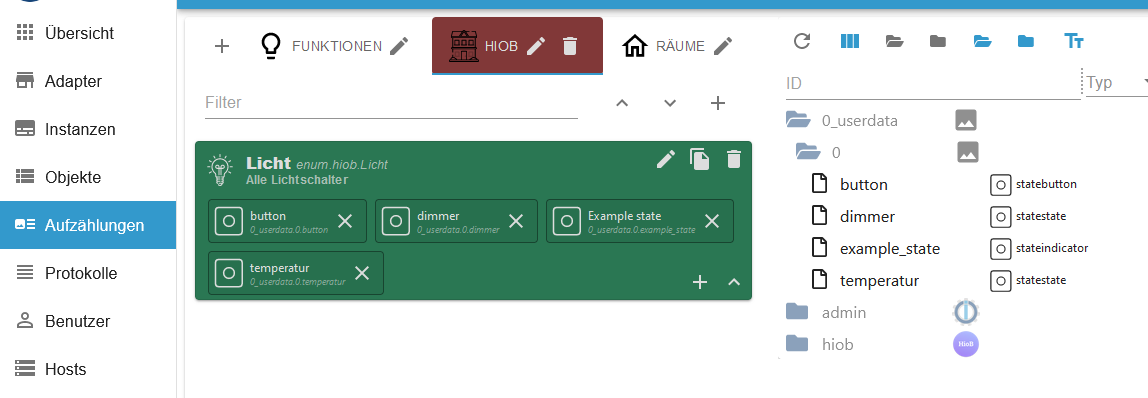 Übersicht
Adapter
Instanzen
Objekte
Aufzählungen
Protokolle
Benutzer
Hosts
FUNKTIONEN
HIOB
RÄUME
Filter
Licht enum.hiob.Licht
Alle Lichtschalter
button
0_userdata.0.button
dimmer
0_userdata.0.dimmer
Example state
0_userdata.0.example_state
temperatur
0_userdata.0.temperatur
ID
Typ
0_userdata
0
button statebutton
dimmer statestate
example_state stateindicator
temperatur statestate
admin
hiob
HioB